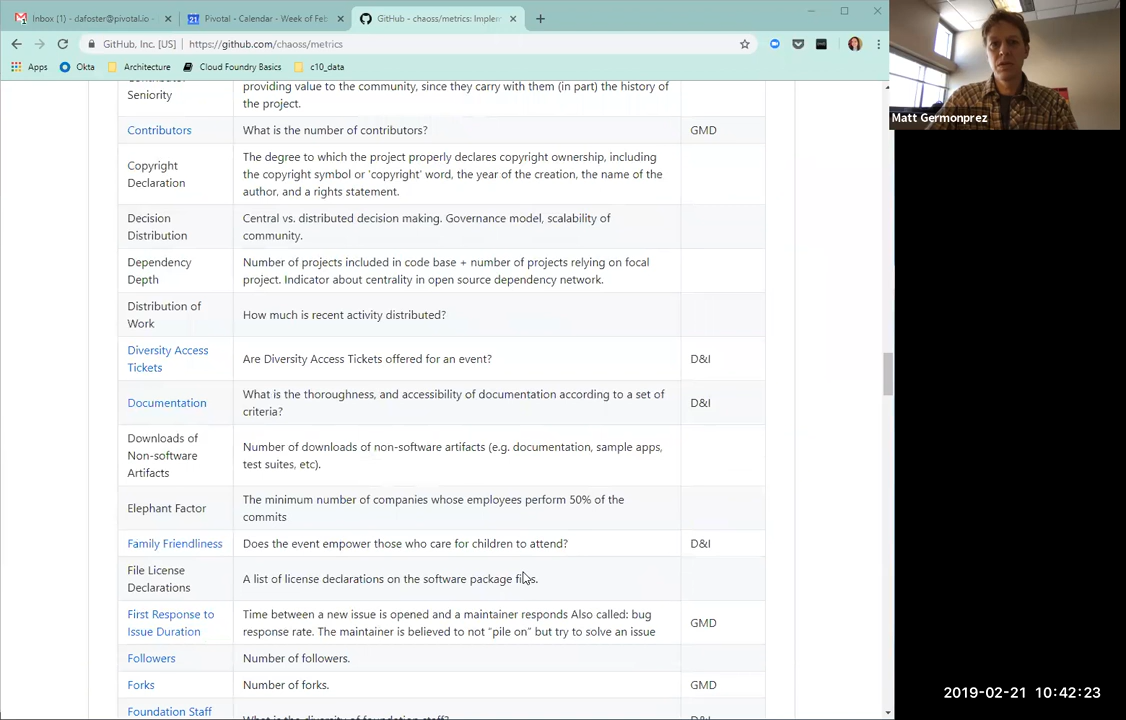 Inbox (1) - dafoster@pivotal.io -
Pivotal - Calendar - Week of Feb
GitHub - chaoss/metrics: Implem
GitHub, Inc. [US] | https://github.com/chaoss/metrics
Apps
Okta
Architecture
Cloud Foundry Basics
c10_data
Matt Germonprez
Seniority
providing value to the community, since they carry with them (in part) the history of
the project.
Contributors
What is the number of contributors?
GMD
Copyright
Declaration
The degree to which the project properly declares copyright ownership, including
the copyright symbol or 'copyright' word, the year of the creation, the name of the
author, and a rights statement.
Decision
Distribution
Central vs. distributed decision making. Governance model, scalability of
community.
Dependency
Depth
Number of projects included in code base + number of projects relying on focal
project. Indicator about centrality in open source dependency network.
Distribution of
Work
How much is recent activity distributed?
Diversity Access
Tickets
Are Diversity Access Tickets offered for an event?
D&I
Documentation
What is the thoroughness, and accessibility of documentation according to a set of
criteria?
D&I
Downloads of
Non-software
Artifacts
Number of downloads of non-software artifacts (e.g. documentation, sample apps,
test suites, etc).
Elephant Factor
The minimum number of companies whose employees perform 50% of the
commits
Family Friendliness
Does the event empower those who care for children to attend?
D&I
File License
Declarations
A list of license declarations on the software package files.
First Response to
Issue Duration
Time between a new issue is opened and a maintainer responds Also called: bug
response rate. The maintainer is believed to not “pile on” but try to solve an issue
GMD
Followers
Number of followers.
Forks
Number of forks.
GMD
Foundation Staff
What is the diversity of foundation staff?
D&I
2019-02-21 10:42:23